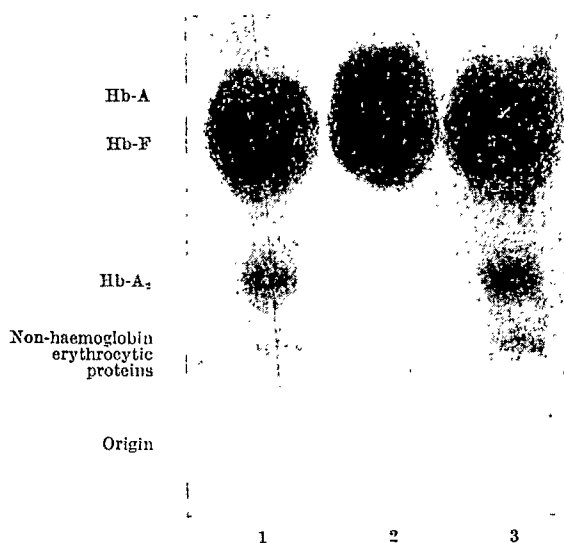 Hb-A
Hb-F
Hb-A₂
Non-haemoglobin
erythrocytic
proteins
Origin
1 2 3